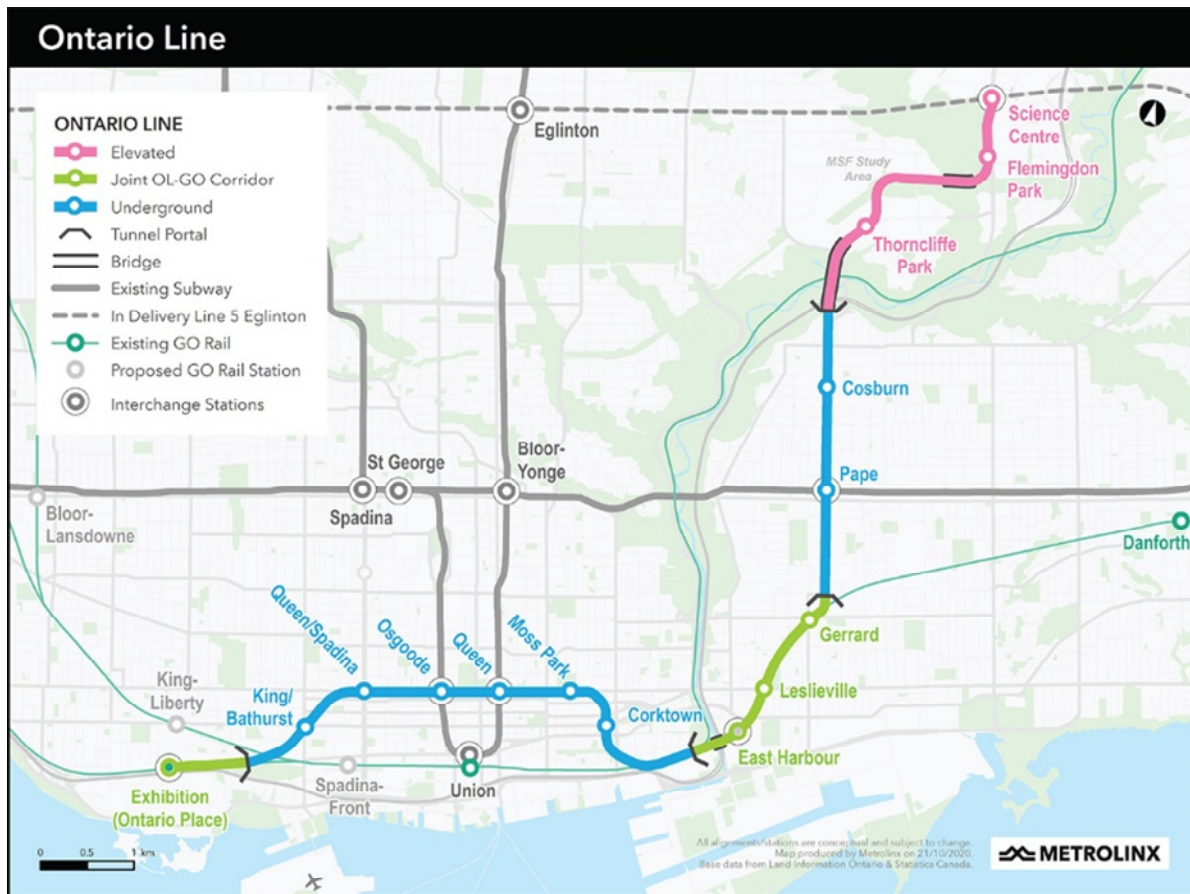 Ontario Line
ONTARIO LINE
Elevated
Joint OL-GO Corridor
Underground
Tunnel Portal
Bridge
Existing Subway
In Delivery Line 5 Eglinton
Existing GO Rail
Proposed GO Rail Station
Interchange Stations
Eglinton
Science
Centre
MSF Study
Area
Flemingdon
Park
Thorncliffe
Park
Cosburn
St George
Bloor-
Yonge
Pape
Spadina
Bloor-
Lansdowne
Danforth
Queen/Spadina
Osgoode
Queen
Moss Park
Gerrard
King-
Liberty
King/
Bathurst
Leslieville
Corktown
East Harbour
Exhibition
(Ontario Place)
Spadina-
Front
Union
0 0.5 1 km
All alignments/stations are conceptual and subject to change.
Map produced by Metrolinx on 21/10/2020.
Base data from Land Information Ontario & Statistics Canada.
METROLINX